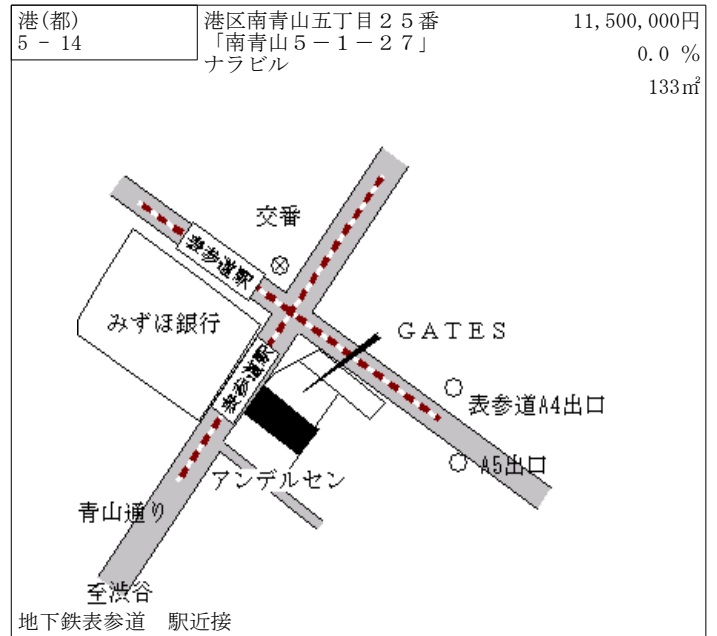 港(都)
5 - 14
港区南青山五丁目２５番
「南青山５－１－２７」
ナラビル
11,500,000円
0.0 %
133㎡
交番
表参道駅
みずほ銀行
ＧＡＴＥＳ
表参道駅
表参道A4出口
A5出口
アンデルセン
青山通り
至渋谷
地下鉄表参道　駅近接